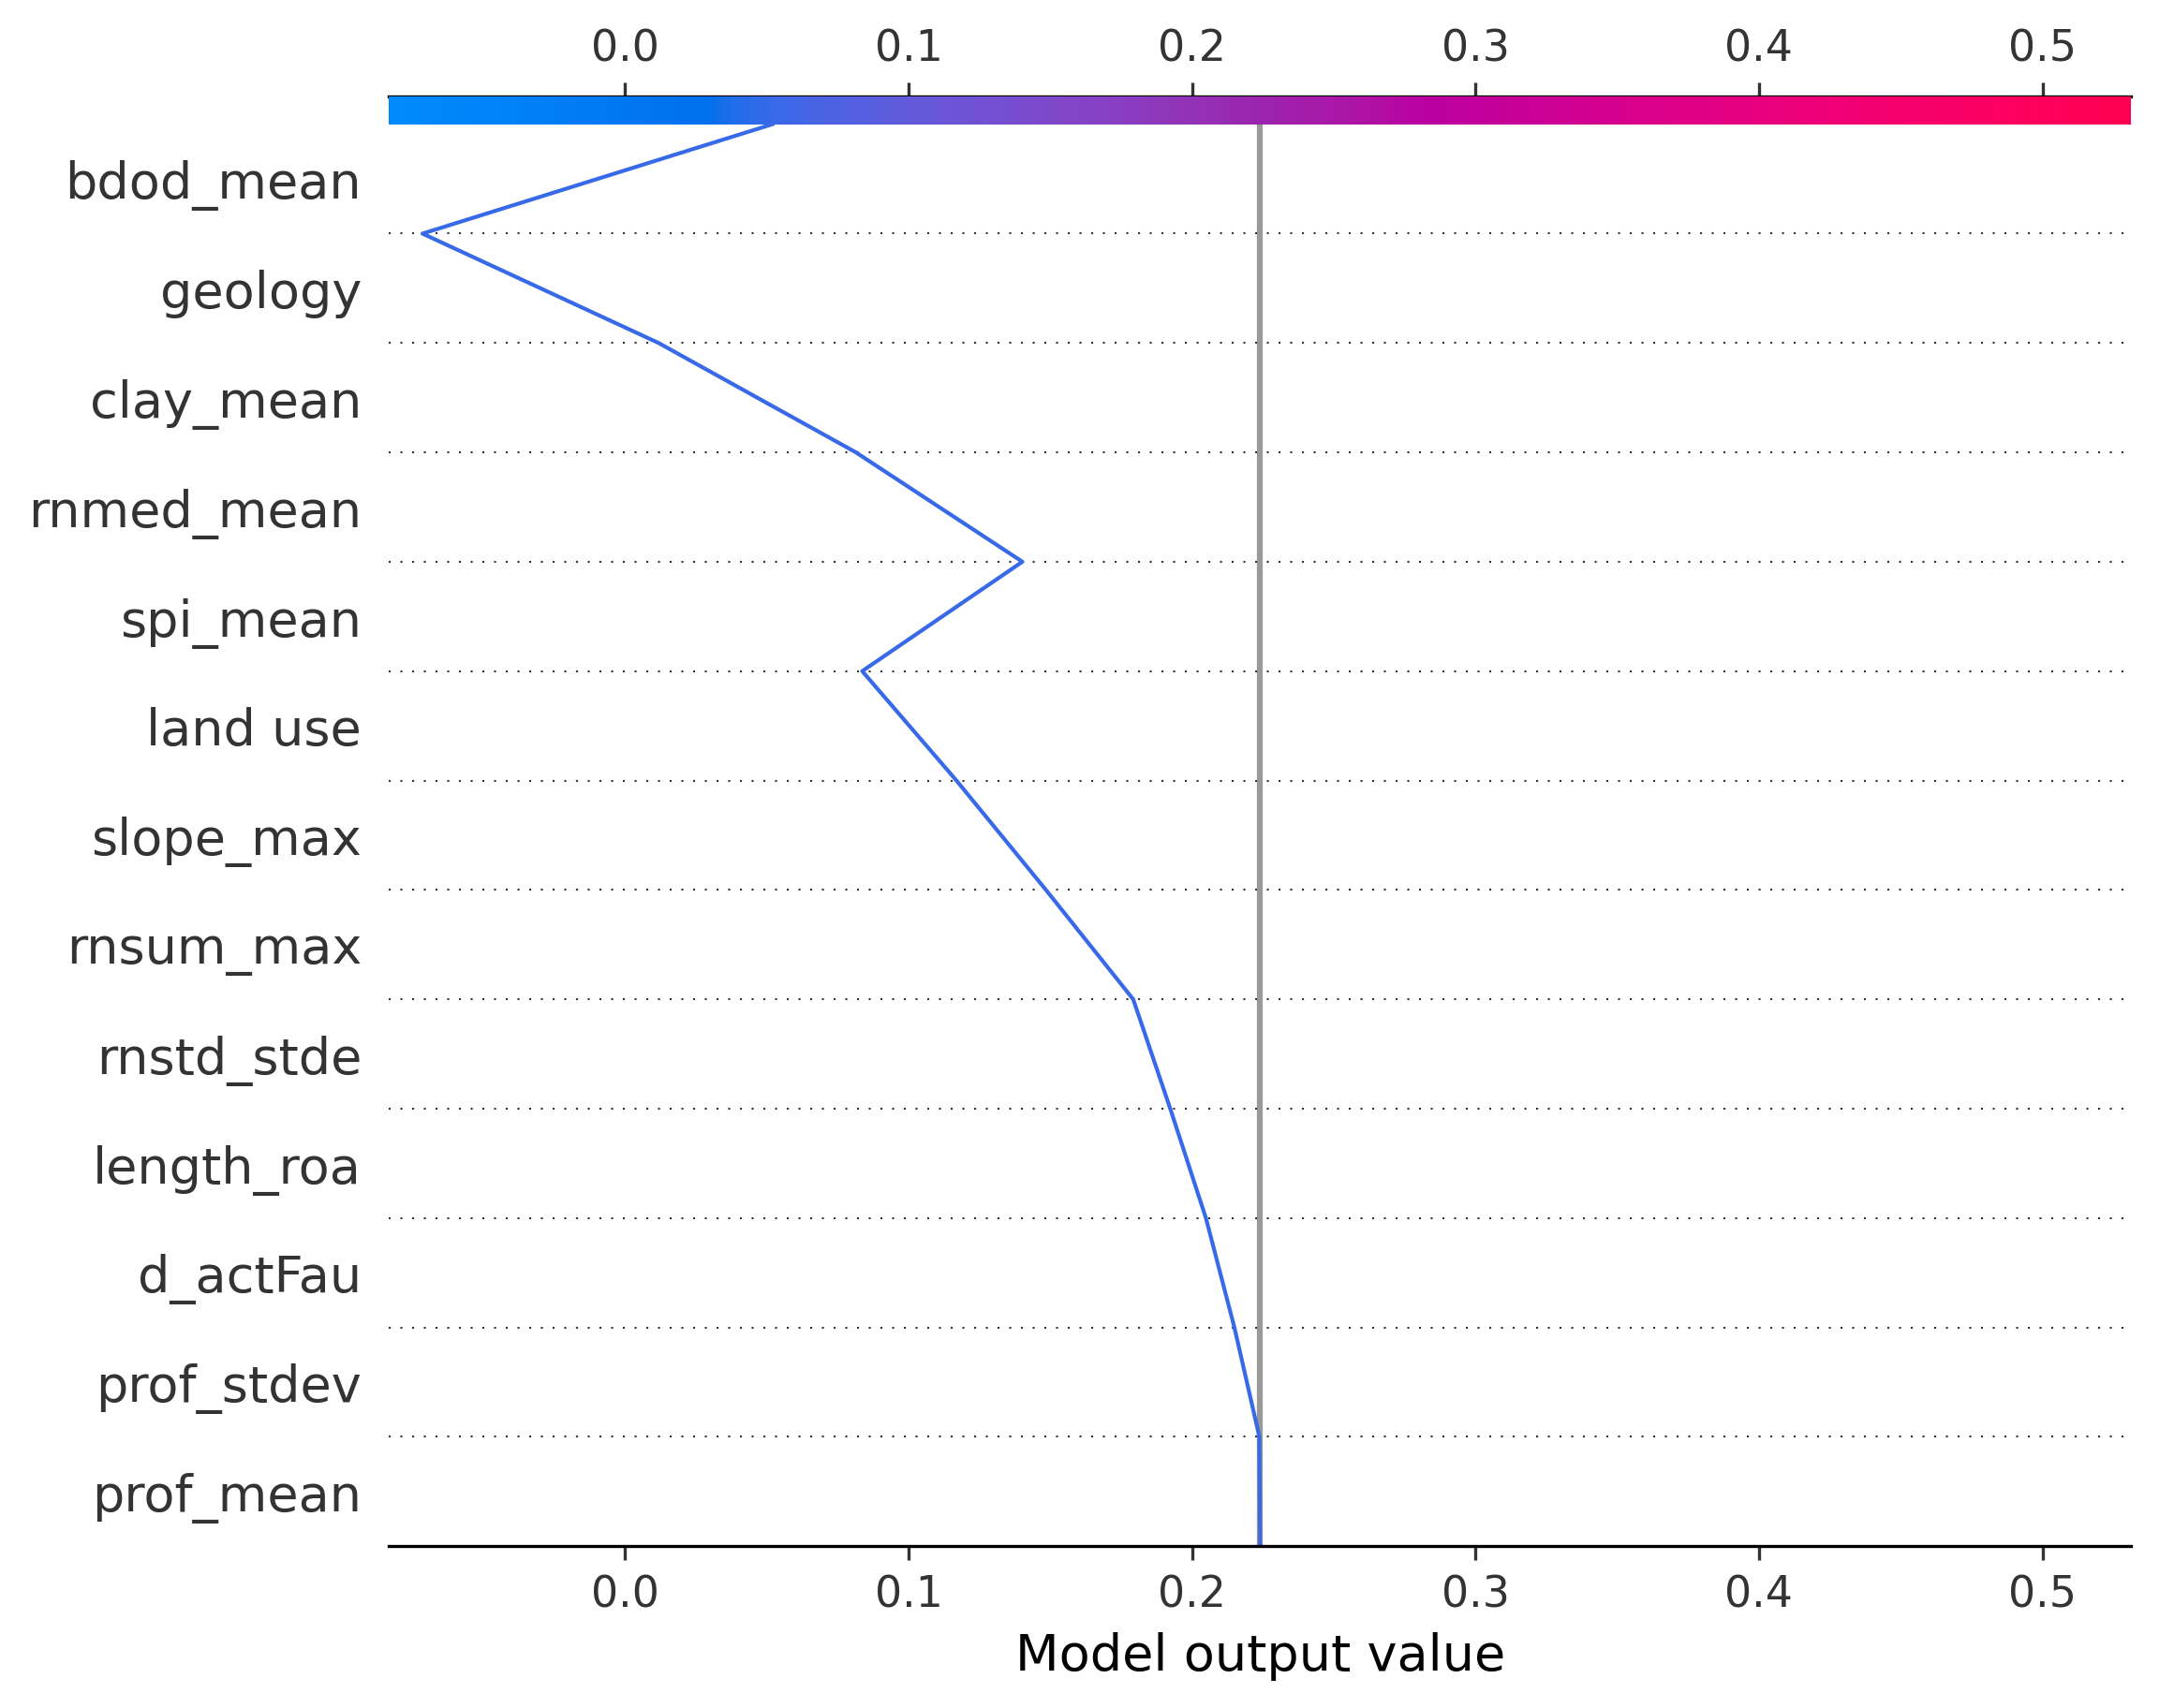 0.0 0.1 0.2 0.3 0.4 0.5
bdod_mean
geology
clay_mean
rnmed_mean
spi_mean
land use
slope_max
rnsum_max
rnstd_stde
length_roa
d_actFau
prof_stdev
prof_mean
0.0 0.1 0.2 0.3 0.4 0.5
Model output value